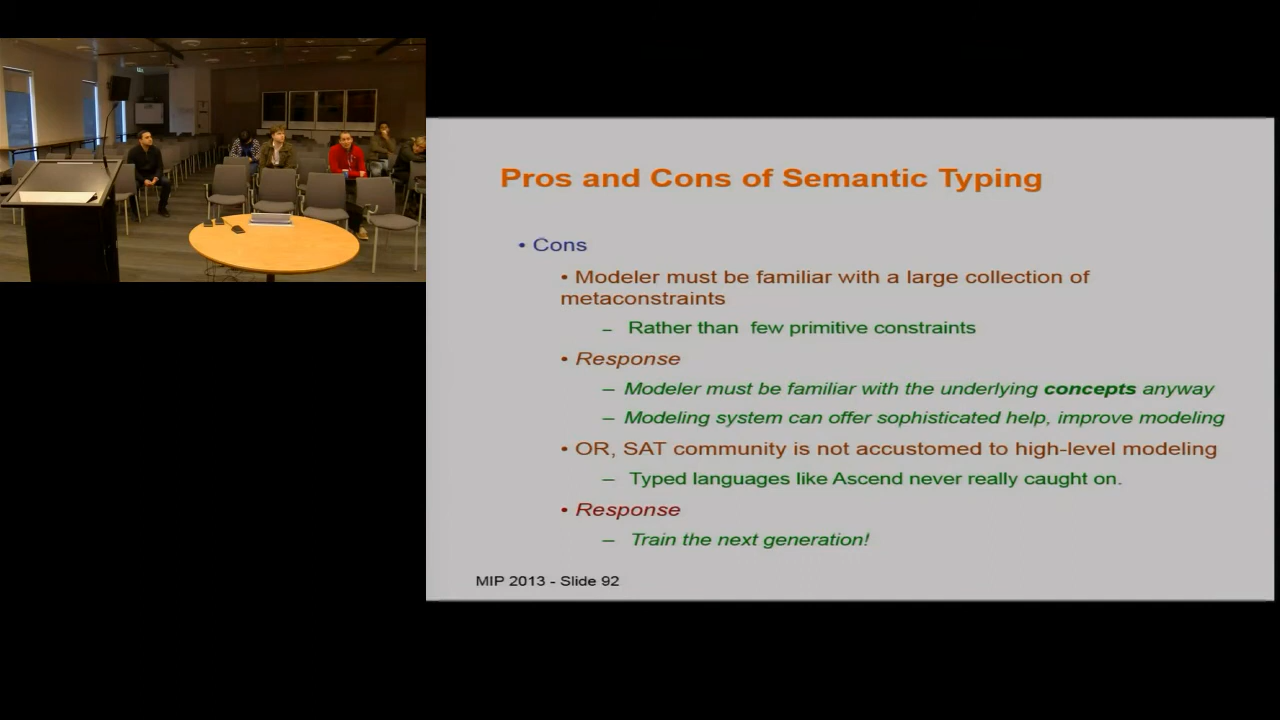 Pros and Cons of Semantic Typing
• Cons
• Modeler must be familiar with a large collection of
metaconstraints
– Rather than few primitive constraints
• Response
– Modeler must be familiar with the underlying concepts anyway
– Modeling system can offer sophisticated help, improve modeling
• OR, SAT community is not accustomed to high-level modeling
– Typed languages like Ascend never really caught on.
• Response
– Train the next generation!
MIP 2013 - Slide 92